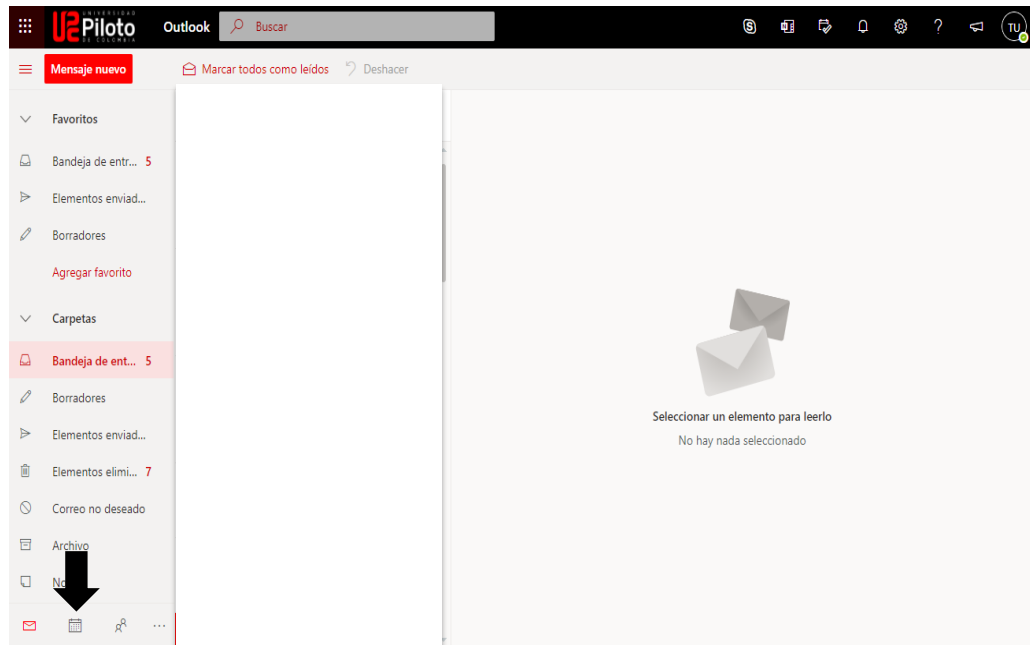 UNIVERSIDAD
UPiloto
DE COLOMBIA
Outlook
Buscar
TU
Mensaje nuevo
Marcar todos como leídos
Deshacer
Favoritos
Bandeja de entr... 5
Elementos enviad...
Borradores
Agregar favorito
Carpetas
Bandeja de ent... 5
Borradores
Elementos enviad...
Elementos elimi... 7
Correo no deseado
Archivo
Seleccionar un elemento para leerlo
No hay nada seleccionado